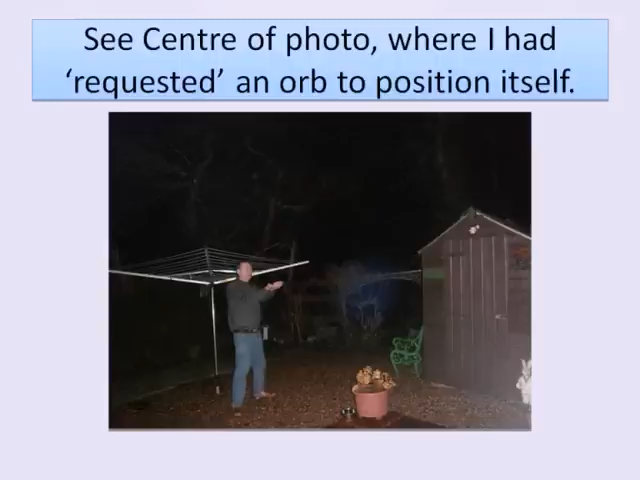 See Centre of photo, where I had
‘requested’ an orb to position itself.